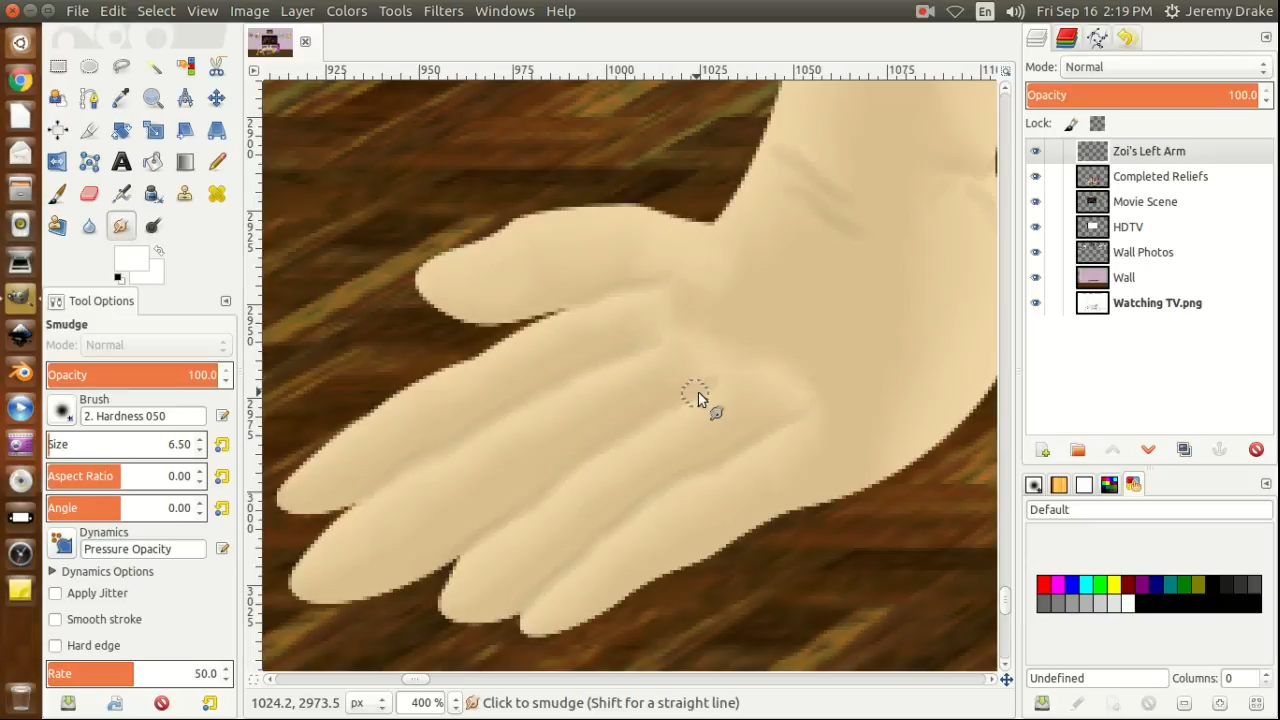 File Edit Select View Image Layer Colors Tools Filters Windows Help
En Fri Sep 16 2:19 PM Jeremy Drake
925 950 975 1000 1025 1050 1075
Mode: Normal
Opacity 100.0
Lock:
Zoi's Left Arm
Completed Reliefs
Movie Scene
HDTV
Wall Photos
Wall
Watching TV.png
Tool Options
Smudge
Mode: Normal
Opacity 100.0
Brush
2. Hardness 050
Size 6.50
Aspect Ratio 0.00
Angle 0.00
Dynamics
Pressure Opacity
Dynamics Options
Apply Jitter
Smooth stroke
Hard edge
Rate 50.0
Default
Undefined Columns: 0
1024.2, 2973.5 px 400 % Click to smudge (Shift for a straight line)